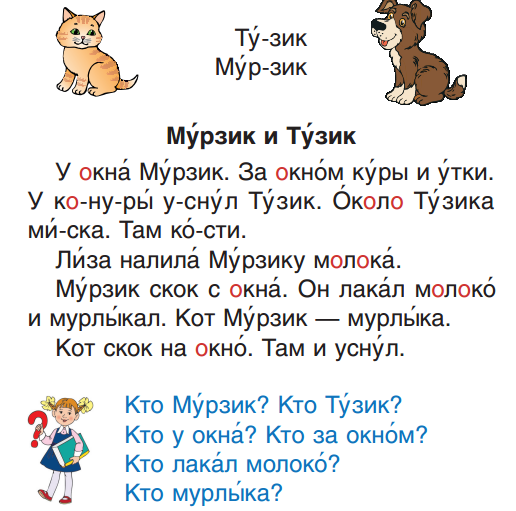 Ту́-зик
Му́р-зик
Му́рзик и Ту́зик
У окна́ Му́рзик. За окно́м ку́ры и у́тки.
У ко-ну-ры́ у-сну́л Ту́зик. О́коло Ту́зика
ми́-ска. Там ко́-сти.
Ли́за налила́ Му́рзику молока́.
Му́рзик скок с окна́. Он лака́л молоко́
и мурлы́кал. Кот Му́рзик — мурлы́ка.
Кот скок на окно́. Там и усну́л.
?
Кто Му́рзик? Кто Ту́зик?
Кто у окна́? Кто за окно́м?
Кто лака́л молоко́?
Кто мурлы́ка?